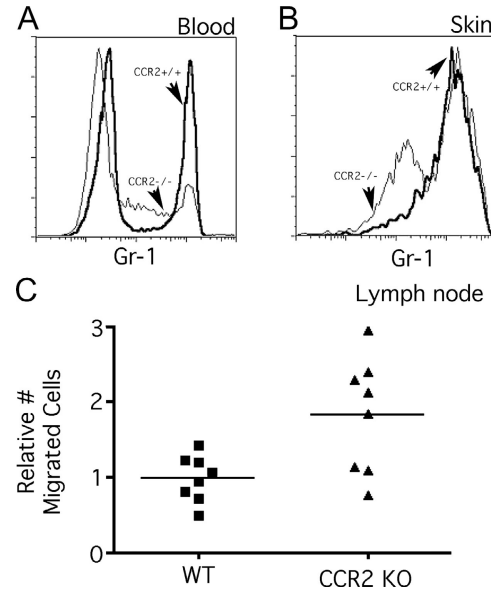 A
Blood
CCR2+/+
CCR2-/-
Gr-1
B
Skin
CCR2+/+
CCR2-/-
Gr-1
C
Lymph node
Relative #
Migrated Cells
3
2
1
0
WT
CCR2 KO